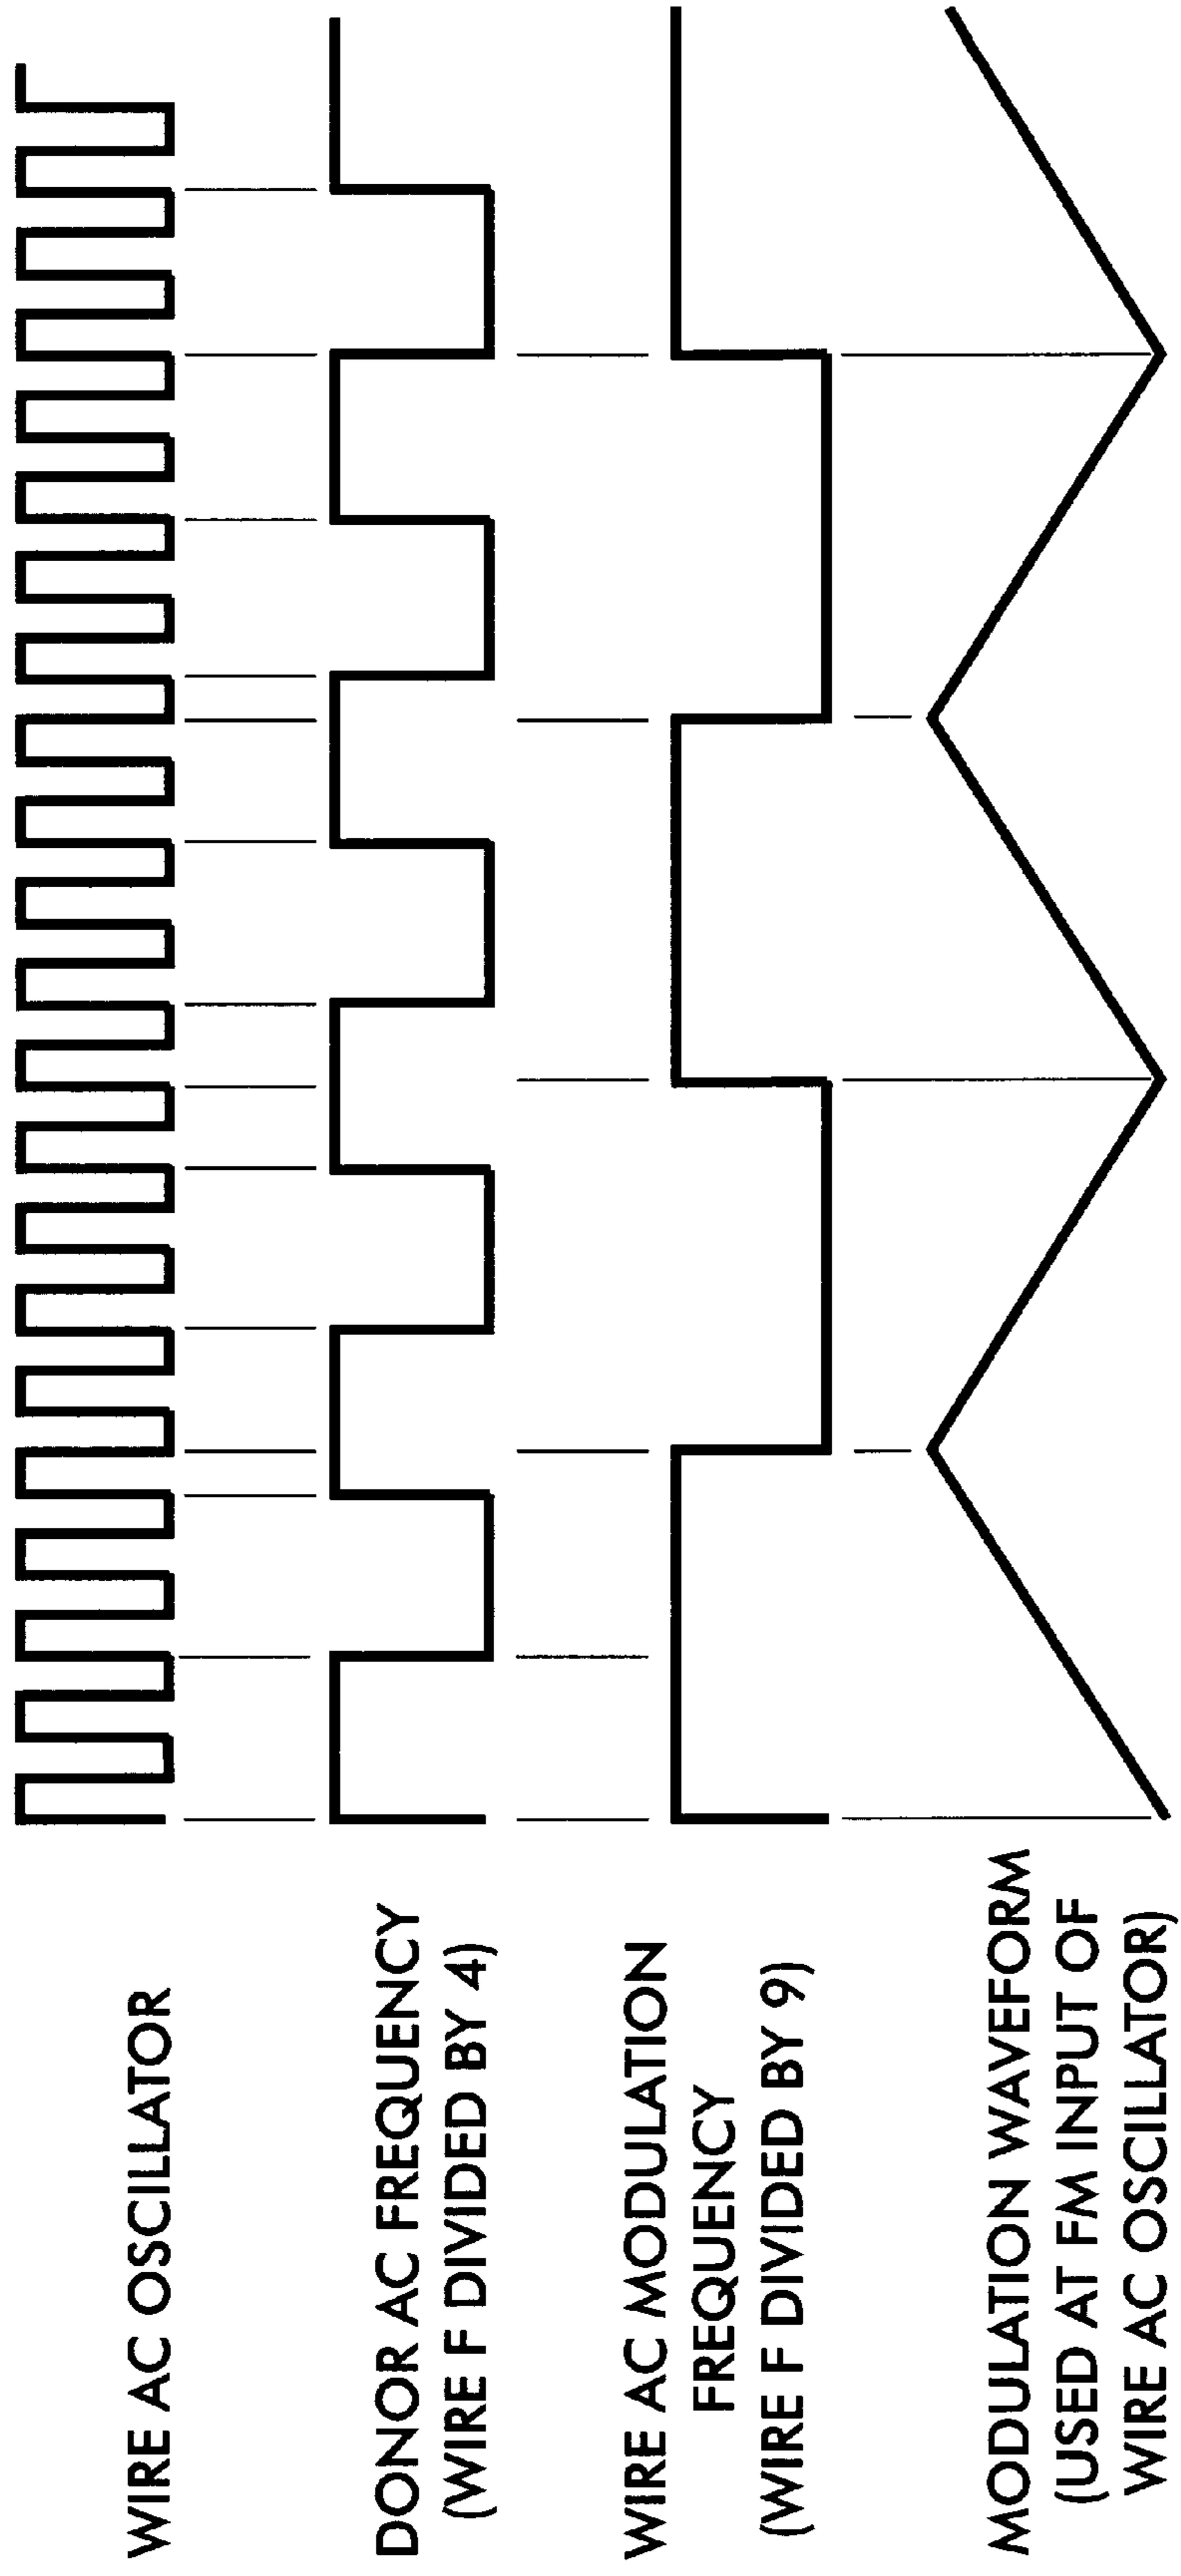 WIRE AC OSCILLATOR
DONOR AC FREQUENCY
(WIRE F DIVIDED BY 4)
WIRE AC MODULATION
FREQUENCY
(WIRE F DIVIDED BY 9)
MODULATION WAVEFORM
(USED AT FM INPUT OF
WIRE AC OSCILLATOR)